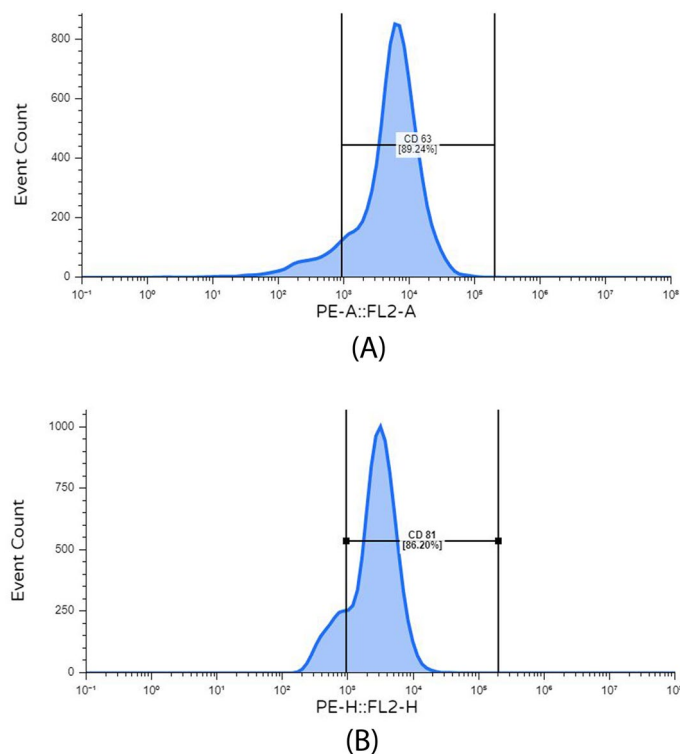 800
600
400
200
0
Event Count
CD 63
[89.24%]
10⁻¹ 10⁰ 10¹ 10² 10³ 10⁴ 10⁵ 10⁶ 10⁷ 10⁸
PE-A::FL2-A
(A)
1000
750
500
250
0
Event Count
CD 81
[86.20%]
10⁻¹ 10⁰ 10¹ 10² 10³ 10⁴ 10⁵ 10⁶ 10⁷ 10⁸
PE-H::FL2-H
(B)